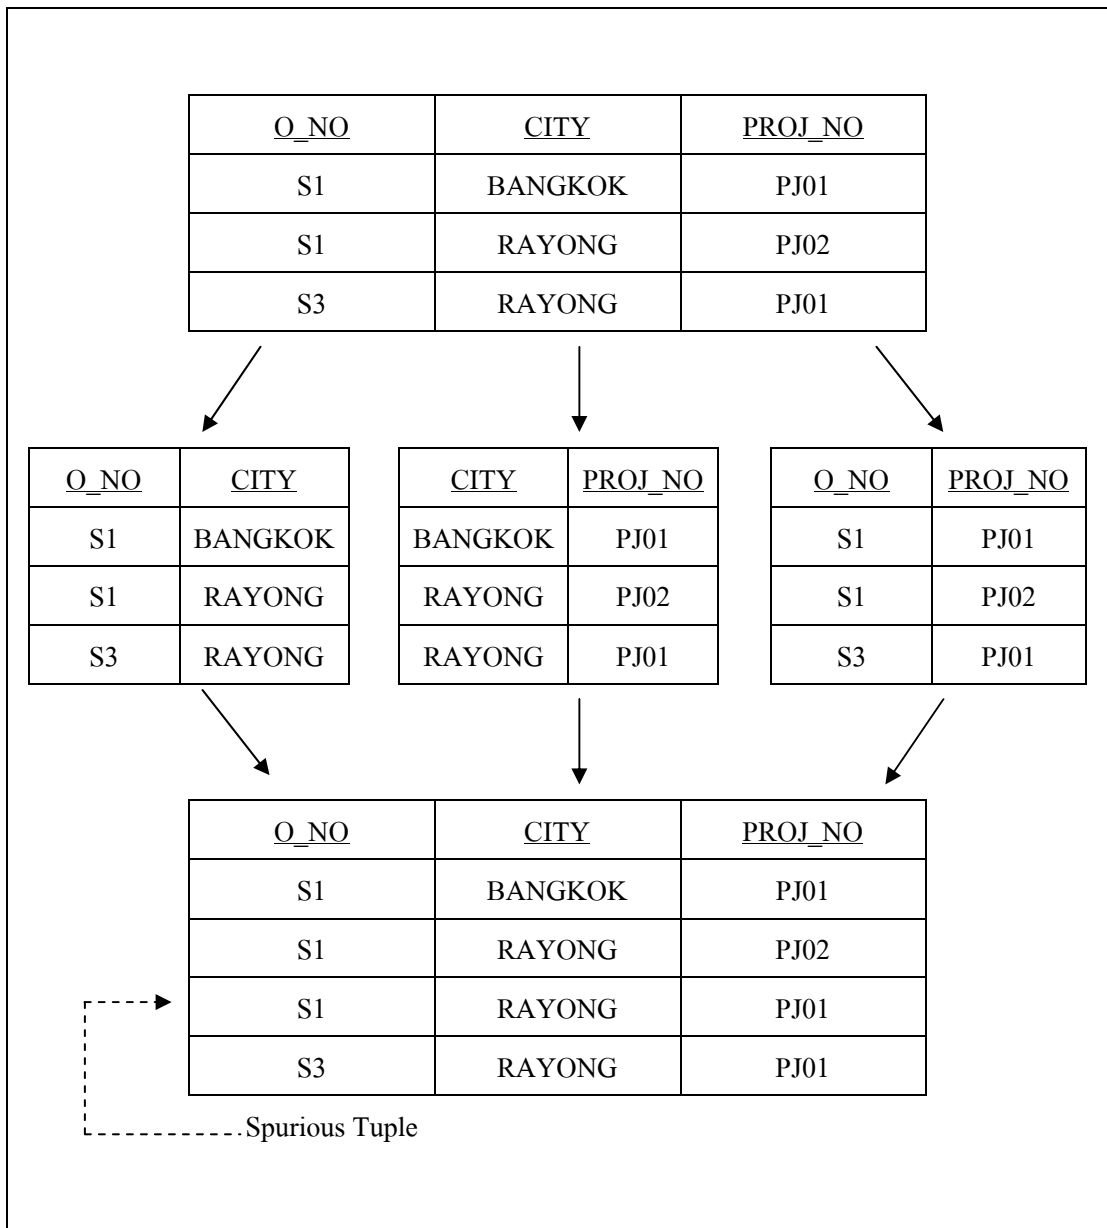 O_NO CITY PROJ_NO
S1 BANGKOK PJ01
S1 RAYONG PJ02
S3 RAYONG PJ01
O_NO CITY
S1 BANGKOK
S1 RAYONG
S3 RAYONG
CITY PROJ_NO
BANGKOK PJ01
RAYONG PJ02
RAYONG PJ01
O_NO PROJ_NO
S1 PJ01
S1 PJ02
S3 PJ01
O_NO CITY PROJ_NO
S1 BANGKOK PJ01
S1 RAYONG PJ02
S1 RAYONG PJ01
S3 RAYONG PJ01
Spurious Tuple